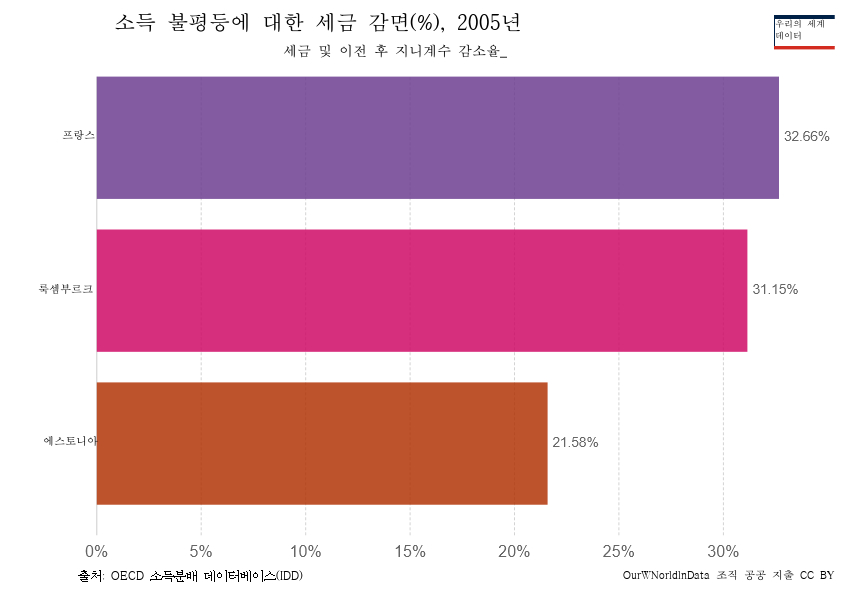 소득 불평등에 대한 세금 감면(%), 2005년
우리의 세계
데이터
세금 및 이전 후 지니계수 감소율_
프랑스
32.66%
룩셈부르크
31.15%
에스토니아
21.58%
0% 5% 10% 15% 20% 25% 30%
출처: OECD 소득분배 데이터베이스(IDD)
OurWNorldInData 조직 공공 지출 CC BY